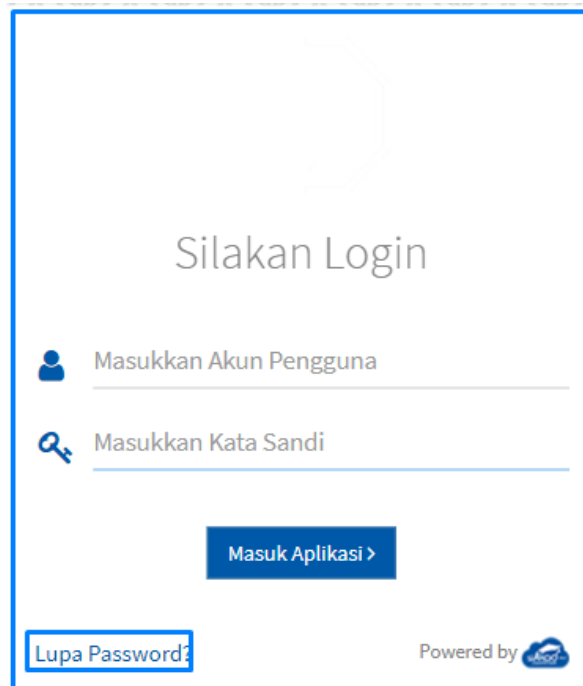 Silakan Login
Masukkan Akun Pengguna
Masukkan Kata Sandi
Masuk Aplikasi >
Lupa Password?
Powered by